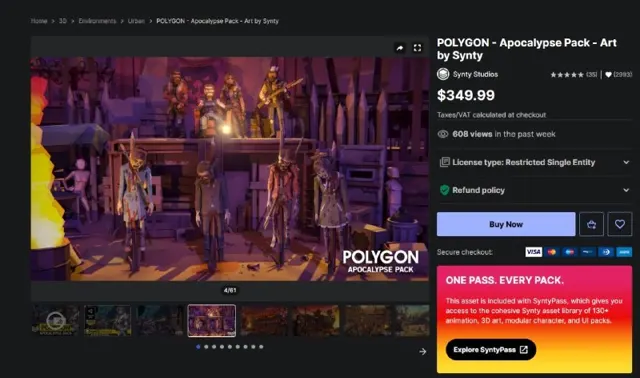 Home > 3D > Environments > Urban > POLYGON - Apocalypse Pack - Art by Synty
POLYGON
APOCALYPSE PACK
4/61
POLYGON - Apocalypse Pack - Art
by Synty
Synty Studios
(35) | (2993)
$349.99
Taxes/VAT calculated at checkout
608 views in the past week
License type: Restricted Single Entity
Refund policy
Buy Now
Secure checkout:
VISA
ONE PASS. EVERY PACK.
This asset is included with SyntyPass, which gives you
access to the cohesive Synty asset library of 130+
animation, 3D art, modular character, and UI packs.
Explore SyntyPass